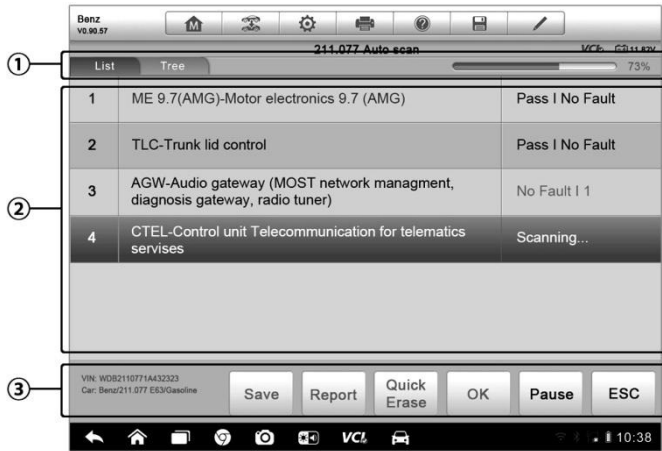 Benz
V0.90.57
211.077 Auto scan
VCI 11.82V
① List Tree 73%
②
1 ME 9.7(AMG)-Motor electronics 9.7 (AMG) Pass I No Fault
2 TLC-Trunk lid control Pass I No Fault
3 AGW-Audio gateway (MOST network managment,
diagnosis gateway, radio tuner) No Fault I 1
4 CTEL-Control unit Telecommunication for telematics
servises Scanning...
③
VIN: WDB2110771A432323
Car: Benz/211.077 E63/Gasoline
Save Report Quick
Erase OK Pause ESC
VCI 10:38